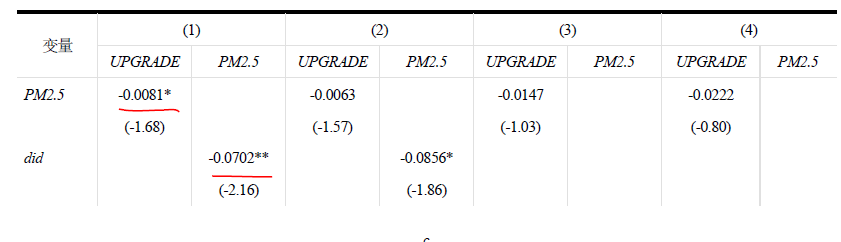 变量 (1) (2) (3) (4)
UPGRADE PM2.5 UPGRADE PM2.5 UPGRADE PM2.5 UPGRADE PM2.5
PM2.5 -0.0081* -0.0063 -0.0147 -0.0222
(-1.68) (-1.57) (-1.03) (-0.80)
did -0.0702** -0.0856*
(-2.16) (-1.86)